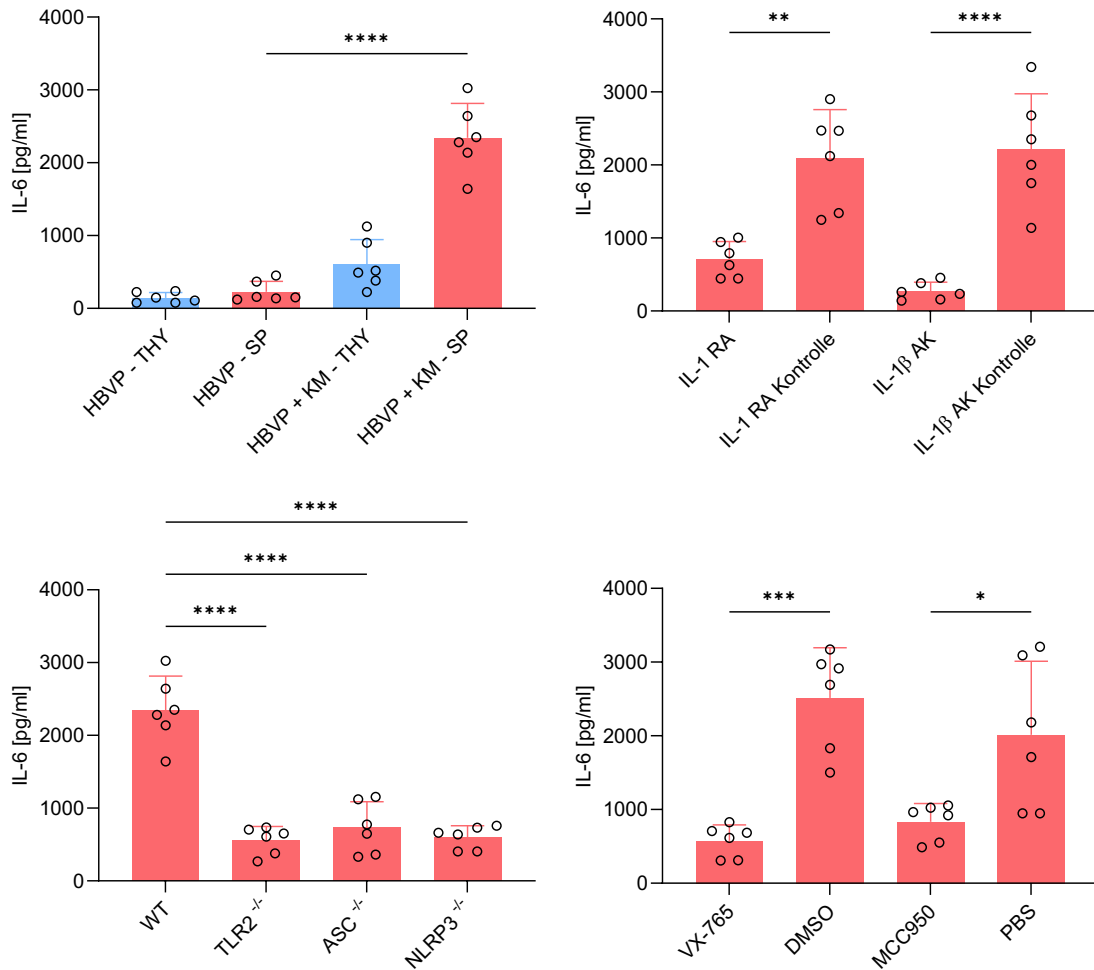 IL-6 [pg/ml]
4000
3000
2000
1000
0
****
HBVP - THY
HBVP - SP
HBVP + KM - THY
HBVP + KM - SP
IL-6 [pg/ml]
4000
3000
2000
1000
0
**
****
IL-1 RA
IL-1 RA Kontrolle
IL-1β AK
IL-1β AK Kontrolle
IL-6 [pg/ml]
4000
3000
2000
1000
0
****
****
****
WT
TLR2 -/-
ASC -/-
NLRP3 -/-
IL-6 [pg/ml]
4000
3000
2000
1000
0
***
*
VX-765
DMSO
MCC950
PBS